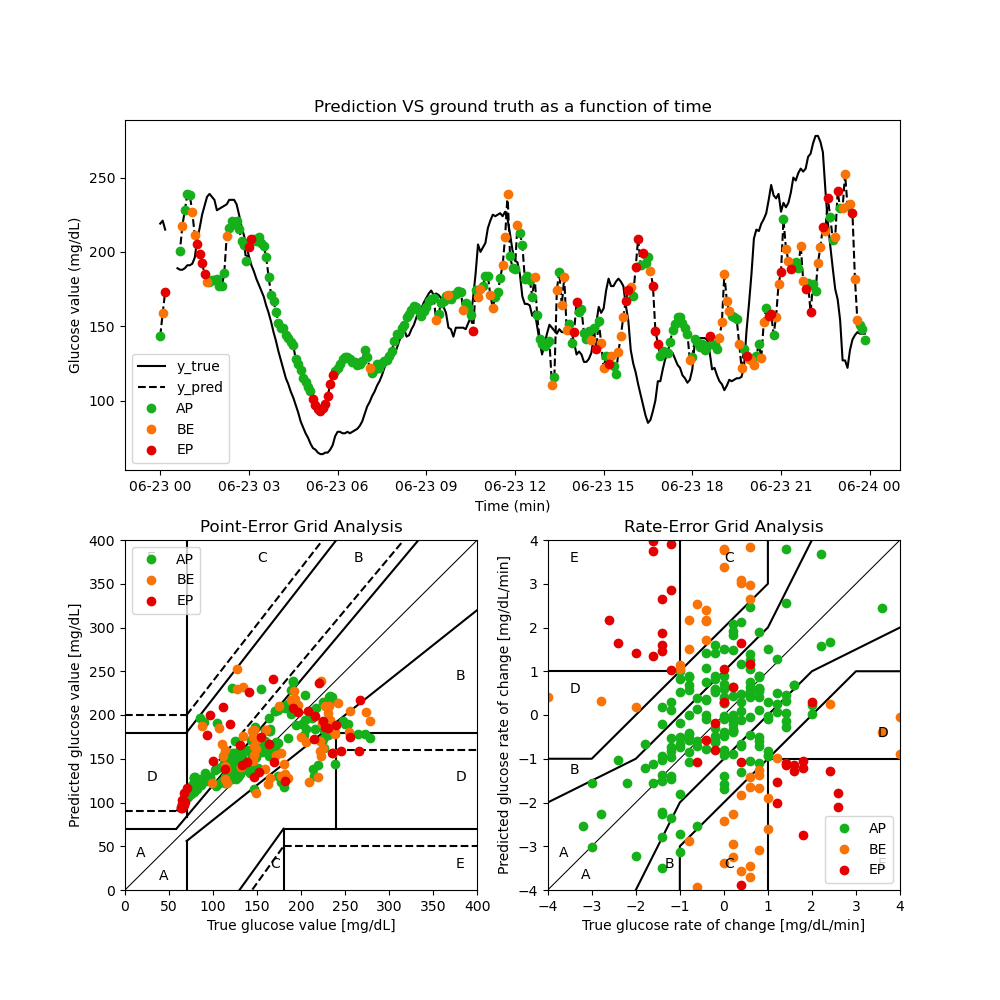 Prediction VS ground truth as a function of time
Glucose value (mg/dL)
250
200
150
100
y_true
y_pred
AP
BE
EP
06-23 00
06-23 03
06-23 06
06-23 09
06-23 12
06-23 15
06-23 18
06-23 21
06-24 00
Time (min)
Point-Error Grid Analysis
Predicted glucose value [mg/dL]
400
350
300
250
200
150
100
50
0
AP
BE
EP
C
B
B
D
D
A
A
C
E
0
50
100
150
200
250
300
350
400
True glucose value [mg/dL]
Rate-Error Grid Analysis
Predicted glucose rate of change [mg/dL/min]
4
3
2
1
0
−1
−2
−3
−4
E
C
D
D
B
A
A
B
C
AP
BE
EP
−4
−3
−2
−1
0
1
2
3
4
True glucose rate of change [mg/dL/min]